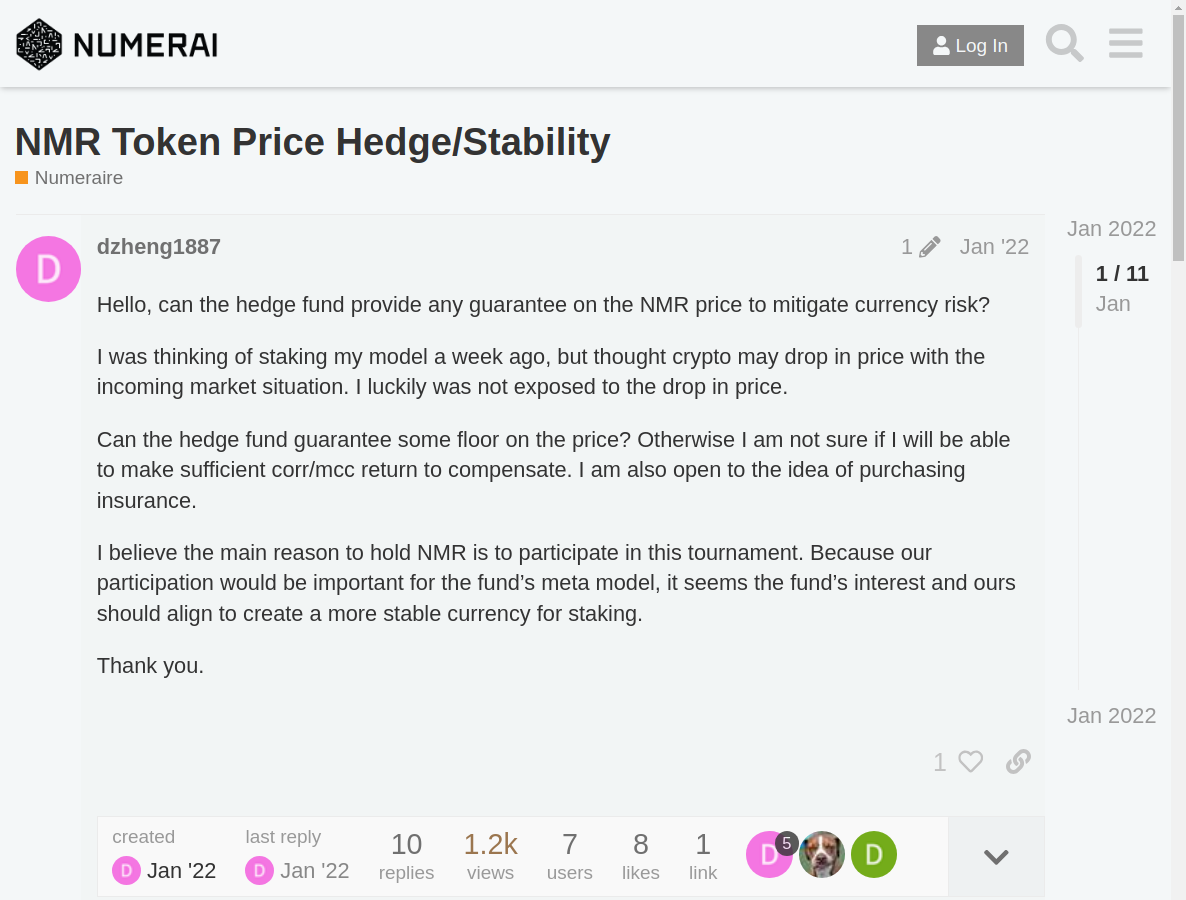 NUMERAI
Log In
NMR Token Price Hedge/Stability
Numeraire
D
dzheng1887
1
Jan '22
Hello, can the hedge fund provide any guarantee on the NMR price to mitigate currency risk?
I was thinking of staking my model a week ago, but thought crypto may drop in price with the
incoming market situation. I luckily was not exposed to the drop in price.
Can the hedge fund guarantee some floor on the price? Otherwise I am not sure if I will be able
to make sufficient corr/mcc return to compensate. I am also open to the idea of purchasing
insurance.
I believe the main reason to hold NMR is to participate in this tournament. Because our
participation would be important for the fund’s meta model, it seems the fund’s interest and ours
should align to create a more stable currency for staking.
Thank you.
1
Jan 2022
1 / 11
Jan
Jan 2022
created
D Jan '22
last reply
D Jan '22
10
replies
1.2k
views
7
users
8
likes
1
link
D 5
D